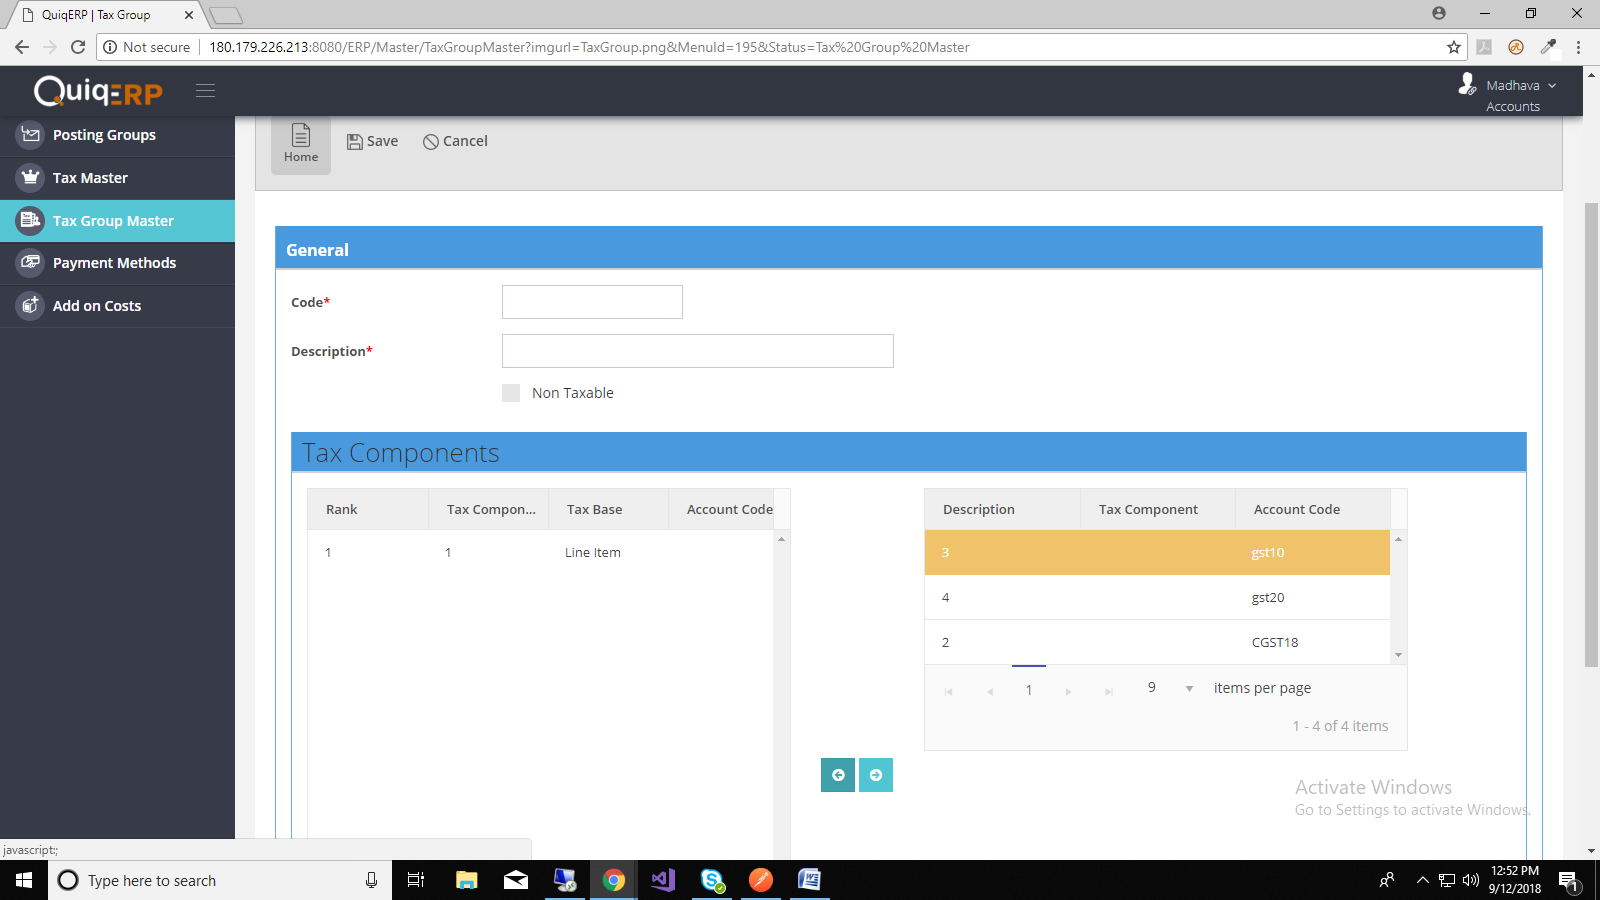 QuiqERP | Tax Group
Not secure
180.179.226.213:8080/ERP/Master/TaxGroupMaster?imgurl=TaxGroup.png&MenuId=195&Status=Tax%20Group%20Master
QuiqERP
Madhava
Accounts
Posting Groups
Tax Master
Tax Group Master
Payment Methods
Add on Costs
Home
Save
Cancel
General
Code*
Description*
Non Taxable
Tax Components
Rank Tax Compon... Tax Base Account Code
1 1 Line Item
Description Tax Component Account Code
3 gst10
4 gst20
2 CGST18
1 9 items per page
1 - 4 of 4 items
Activate Windows
Go to Settings to activate Windows.
javascript:;
Type here to search
12:52 PM
9/12/2018
1